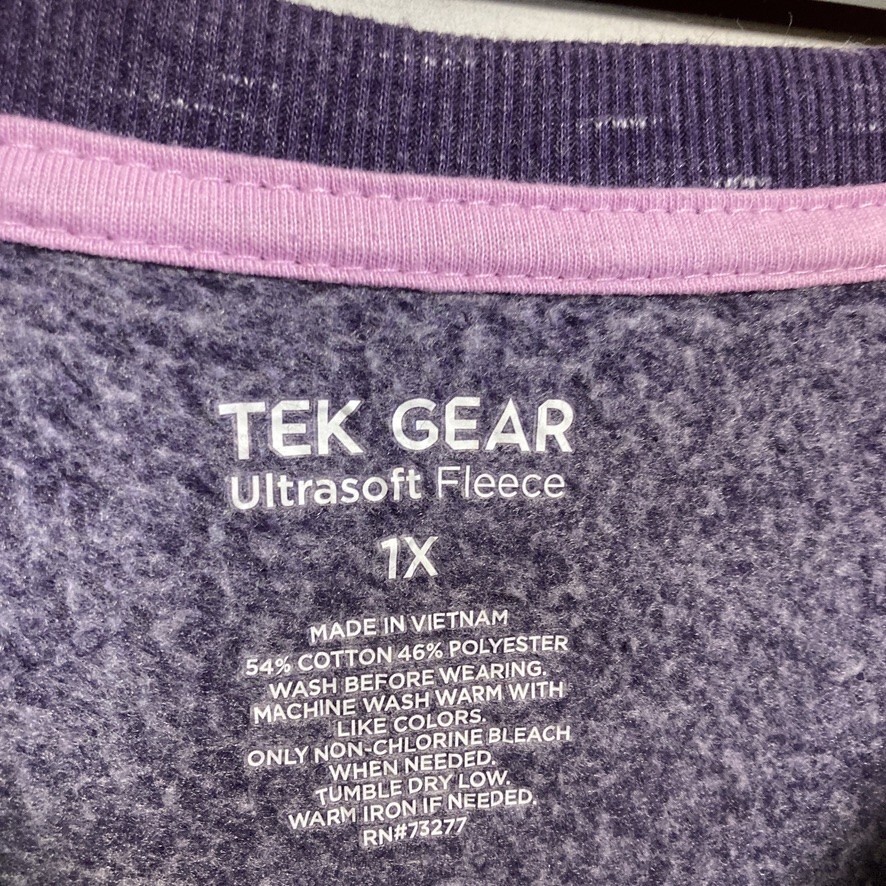 TEK GEAR
Ultrasoft Fleece
1X
MADE IN VIETNAM
54% COTTON 46% POLYESTER
WASH BEFORE WEARING.
MACHINE WASH WARM WITH
LIKE COLORS.
ONLY NON-CHLORINE BLEACH
WHEN NEEDED.
TUMBLE DRY LOW.
WARM IRON IF NEEDED.
RN#73277